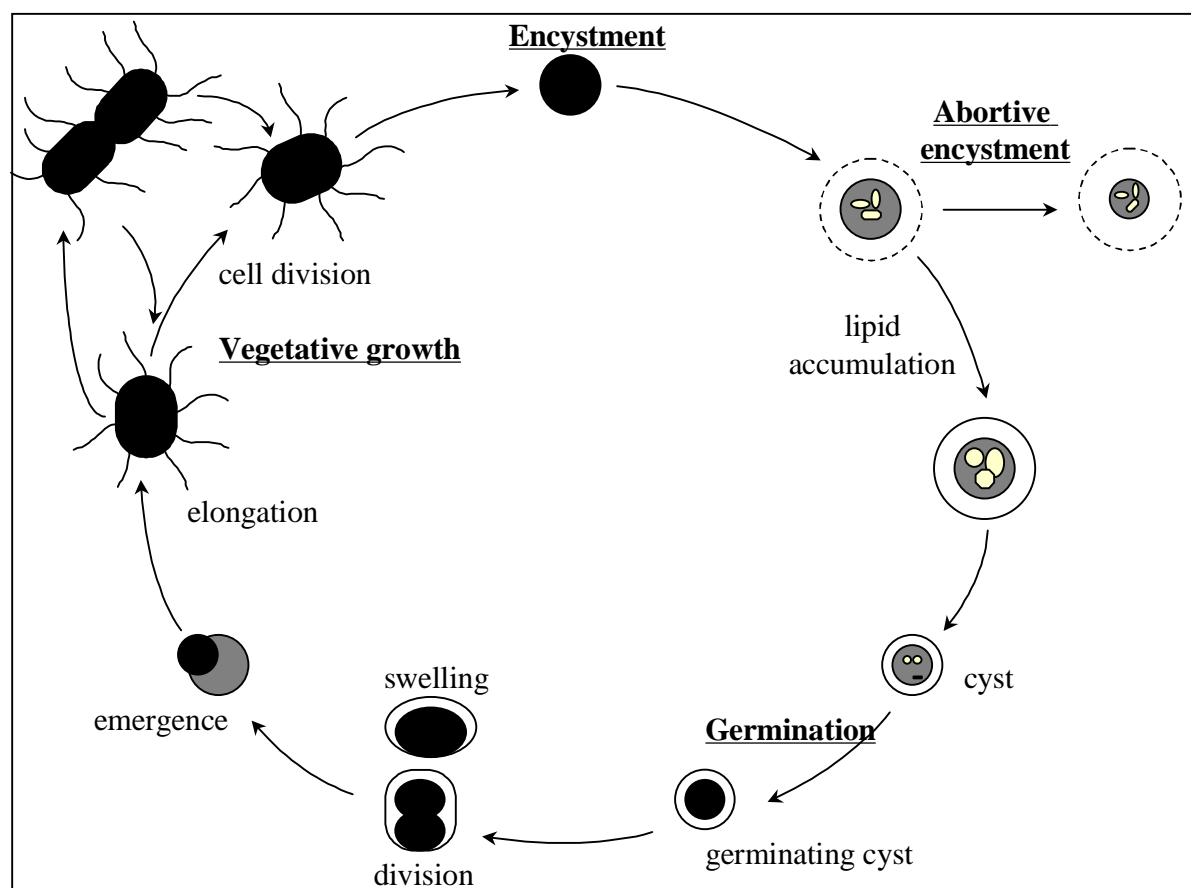 Encystment
Abortive
encystment
cell division
lipid
accumulation
Vegetative growth
elongation
swelling
cyst
emergence
Germination
germinating cyst
division